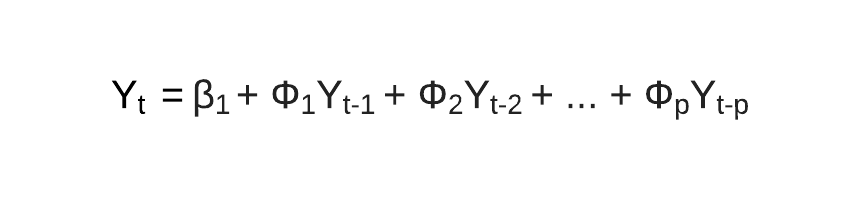 Yₜ = β₁ + Φ₁Yₜ₋₁ + Φ₂Yₜ₋₂ + ... + ΦₚYₜ₋ₚ